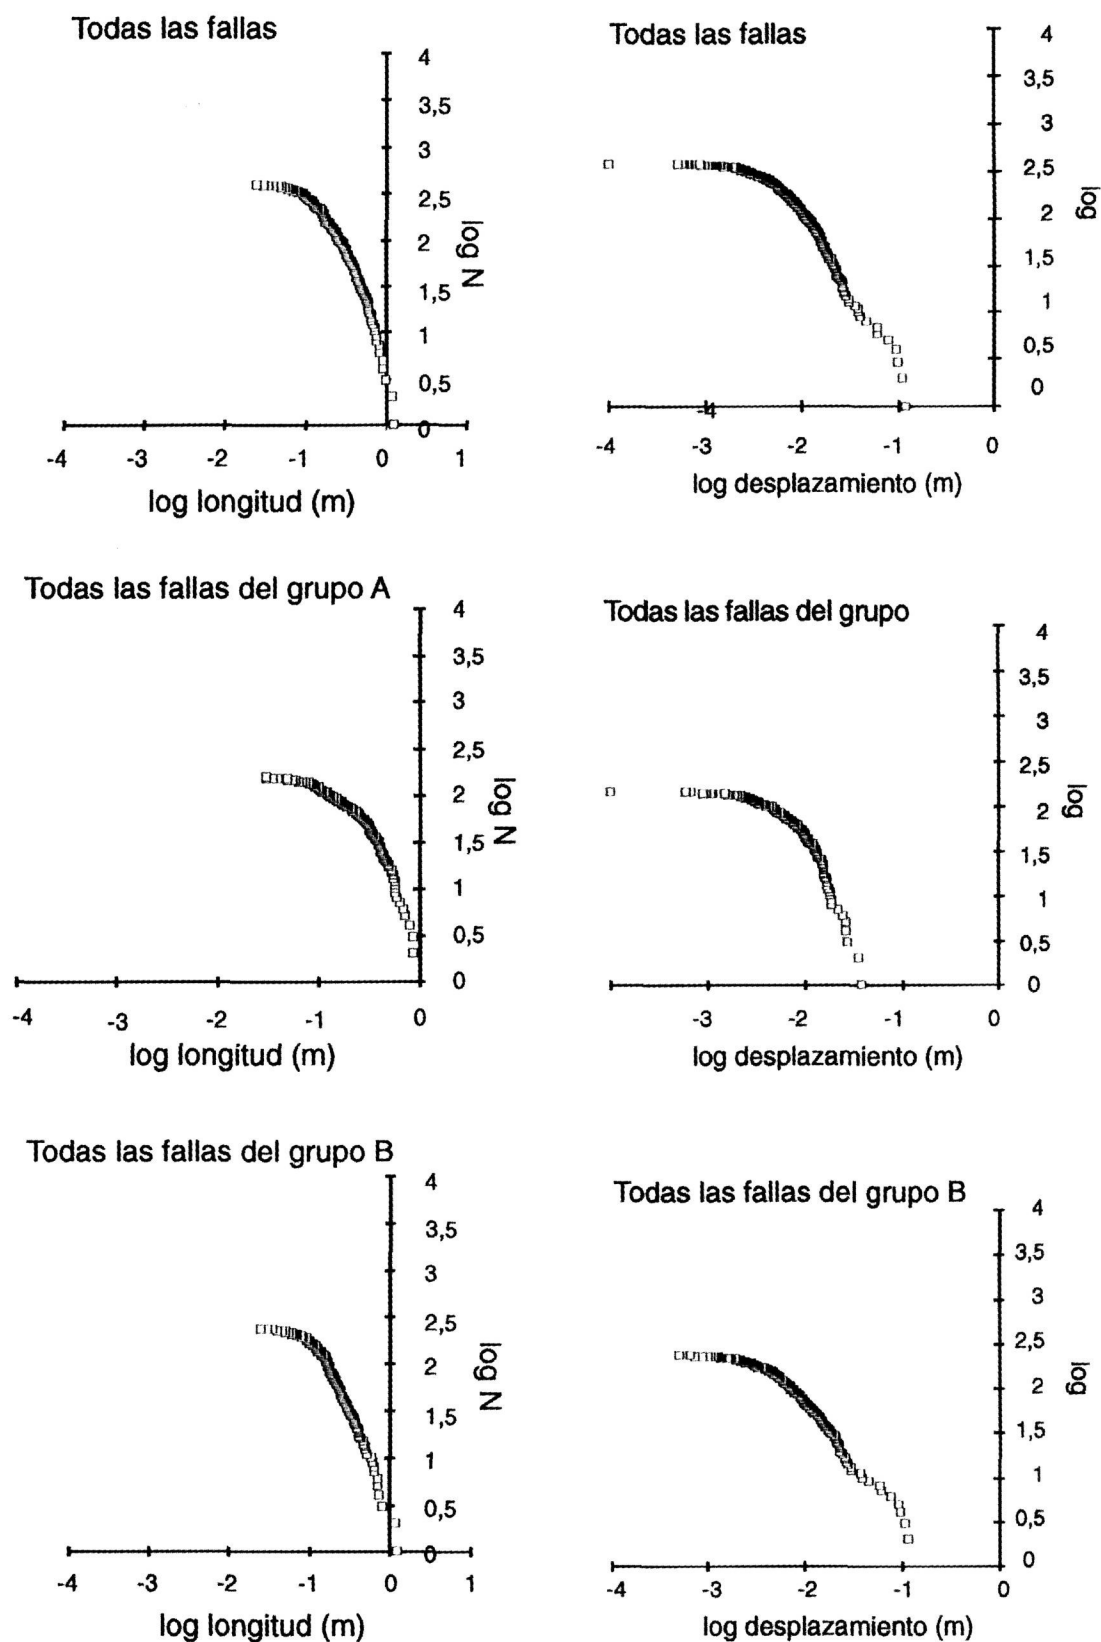 Todas las fallas
4
3,5
3
2,5
2
1,5
1
0,5
0
log N
-4 -3 -2 -1 0 1
log longitud (m)
Todas las fallas
4
3,5
3
2,5
2
1,5
1
0,5
0
log
-4
-4 -3 -2 -1 0
log desplazamiento (m)
Todas las fallas del grupo A
4
3,5
3
2,5
2
1,5
1
0,5
0
log N
-4 -3 -2 -1 0
log longitud (m)
Todas las fallas del grupo
4
3,5
3
2,5
2
1,5
1
0,5
0
log
-3 -2 -1 0
log desplazamiento (m)
Todas las fallas del grupo B
4
3,5
3
2,5
2
1,5
1
0,5
0
log N
-4 -3 -2 -1 0 1
log longitud (m)
Todas las fallas del grupo B
4
3,5
3
2,5
2
1,5
1
0,5
0
log
-4 -3 -2 -1 0
log desplazamiento (m)